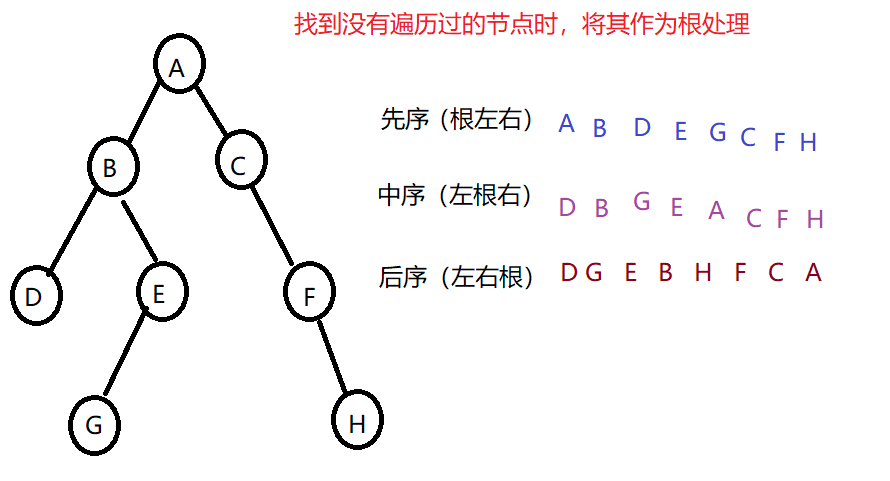 找到没有遍历过的节点时，将其作为根处理
A
先序（根左右） A B D E G C F H
B
C
中序（左根右） D B G E A C F H
后序（左右根） D G E B H F C A
D
E
F
G
H